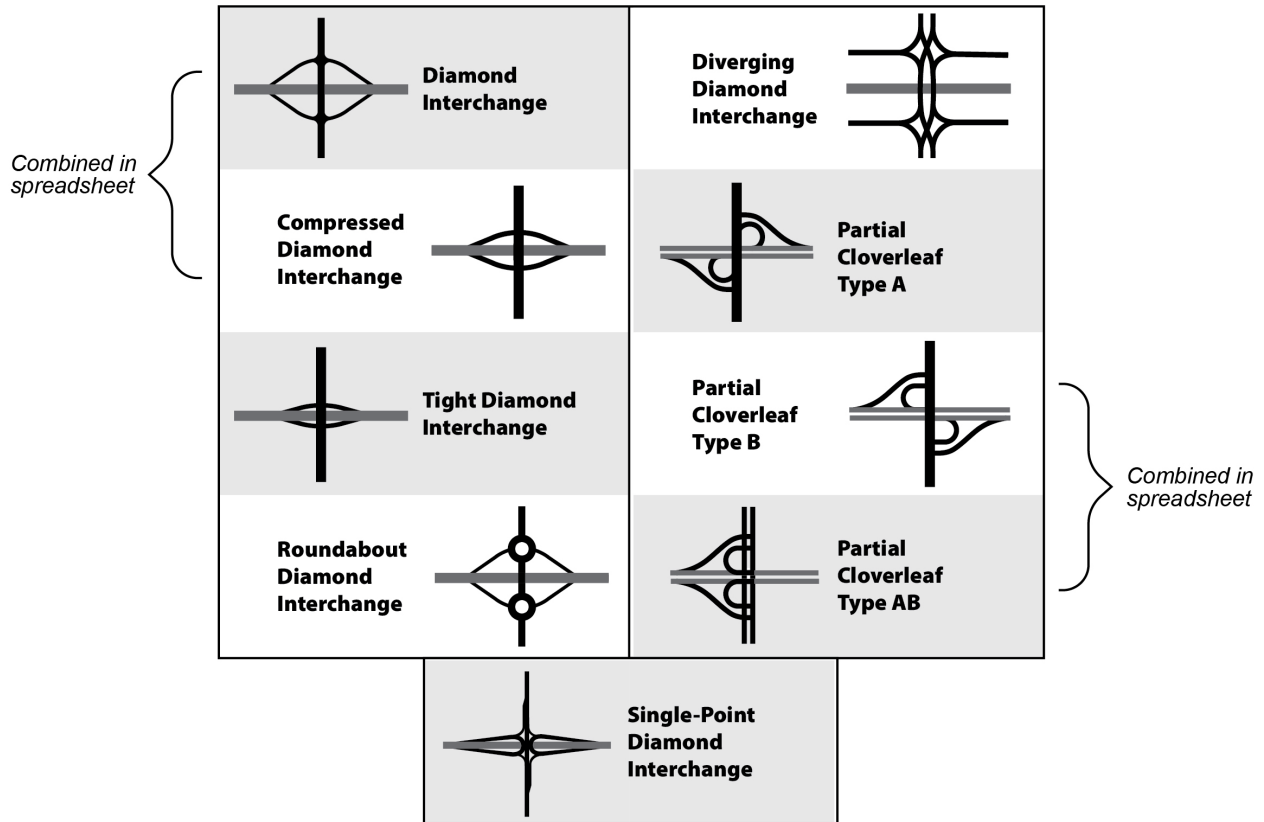 Diamond
Interchange
Diverging
Diamond
Interchange
Combined in
spreadsheet
Compressed
Diamond
Interchange
Partial
Cloverleaf
Type A
Tight Diamond
Interchange
Partial
Cloverleaf
Type B
Combined in
spreadsheet
Roundabout
Diamond
Interchange
Partial
Cloverleaf
Type AB
Single-Point
Diamond
Interchange